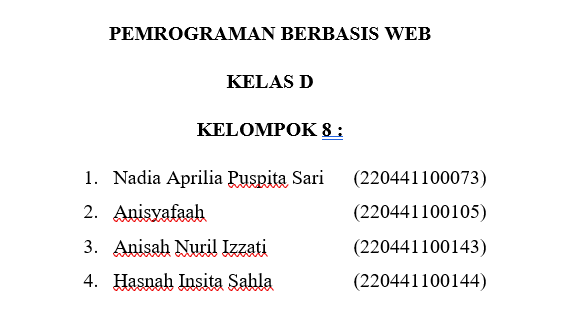 PEMROGRAMAN BERBASIS WEB
KELAS D
KELOMPOK 8 :
1. Nadia Aprilia Puspita Sari (220441100073)
2. Anisyafaah (220441100105)
3. Anisah Nuril Izzati (220441100143)
4. Hasnah Insita Sahla (220441100144)